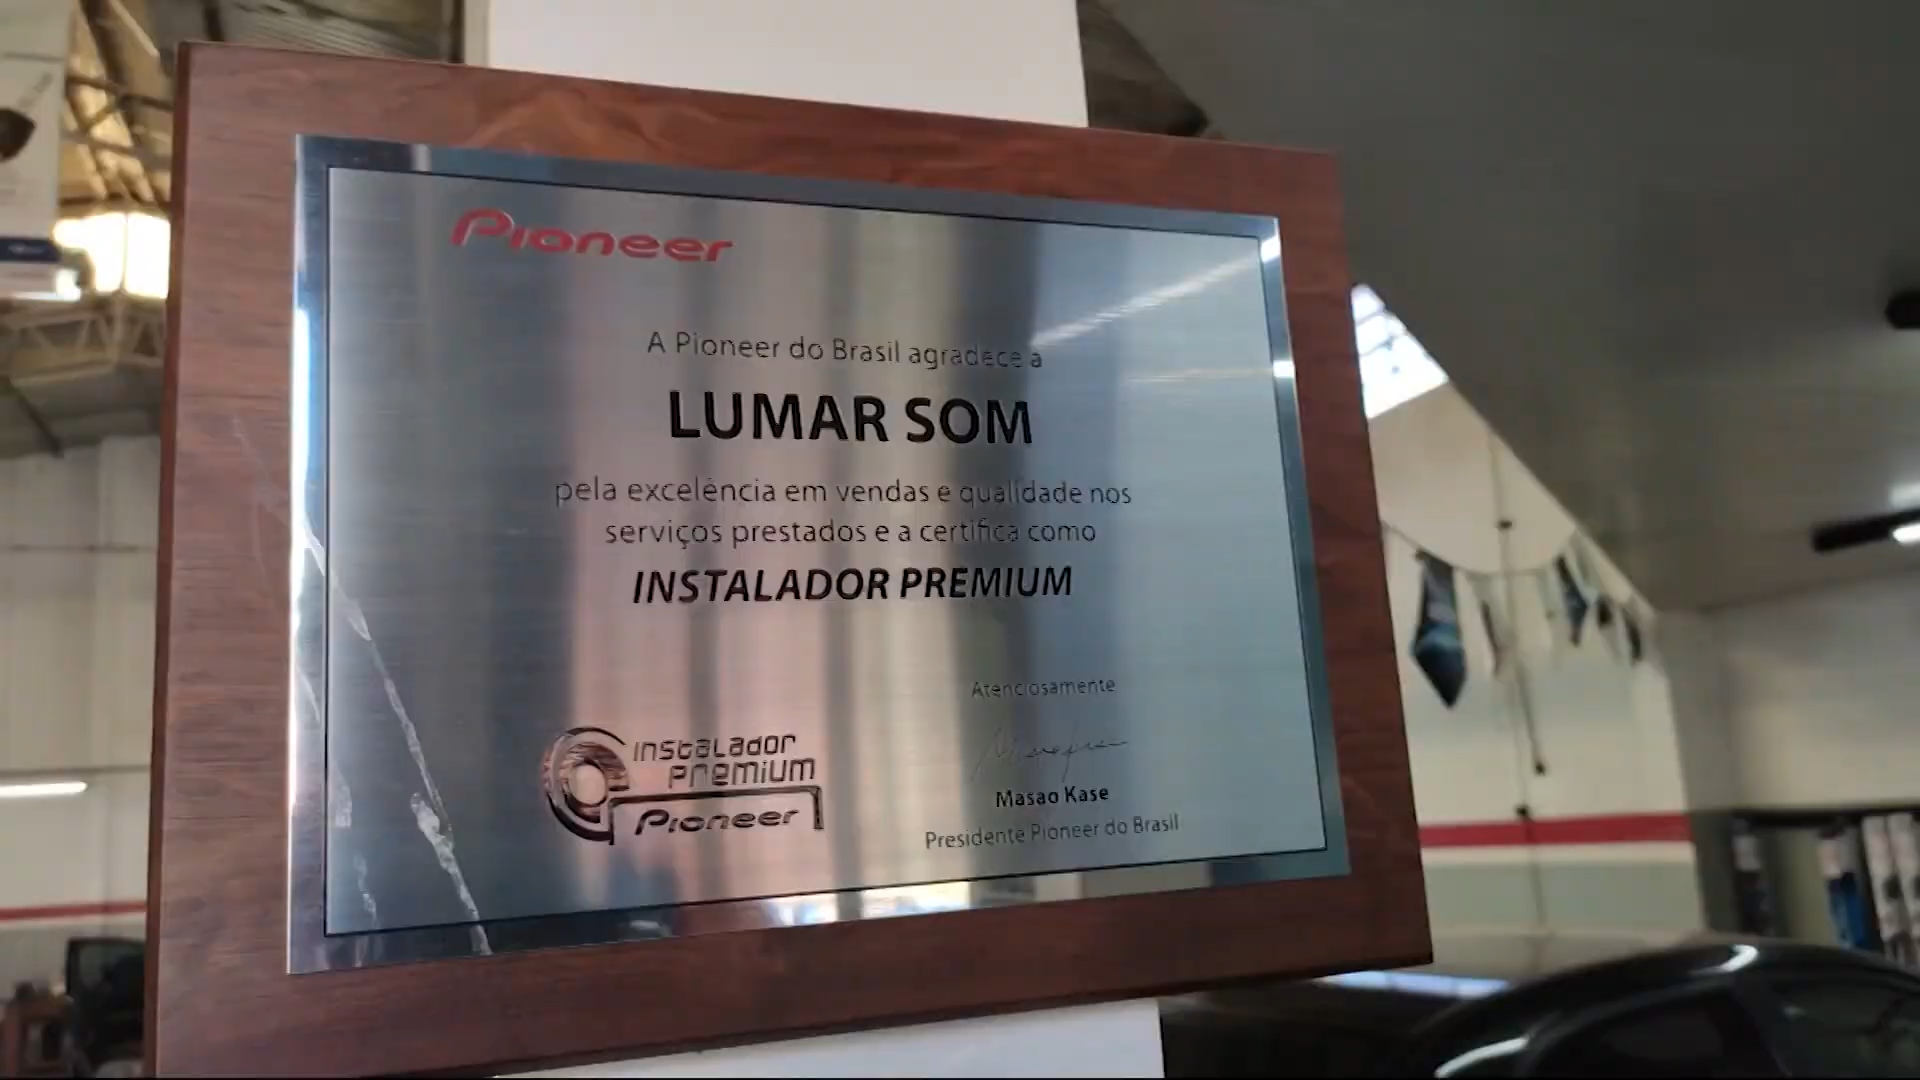 Pioneer
A Pioneer do Brasil agradece a
LUMAR SOM
pela excelência em vendas e qualidade nos
serviços prestados e a certifica como
INSTALADOR PREMIUM
Atenciosamente
Instalador
premium
Pioneer
Masao Kase
Presidente Pioneer do Brasil